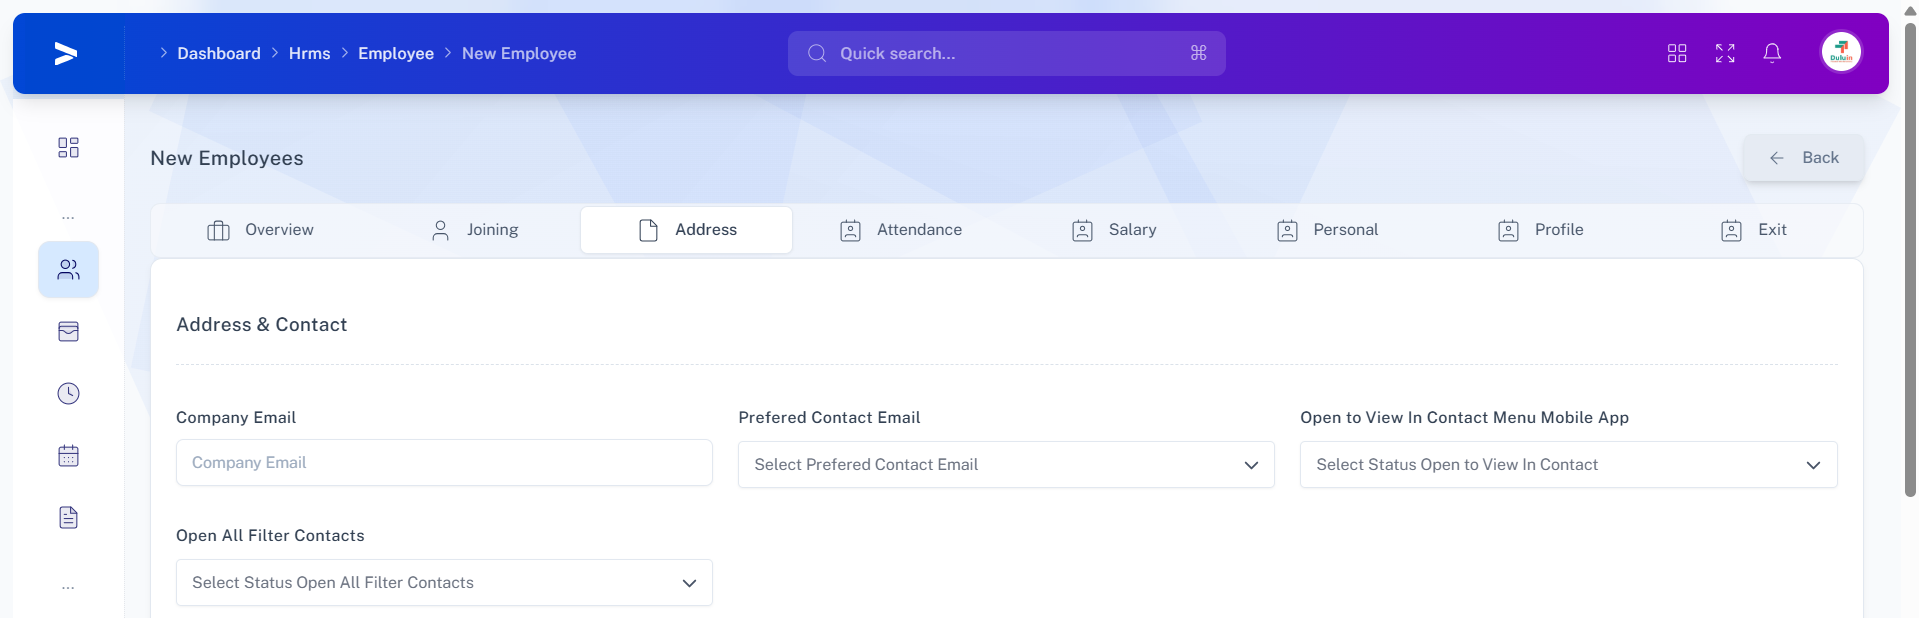 Dashboard Hrms Employee New Employee Quick search... ⌘
Duluin
New Employees Back
Overview Joining Address Attendance Salary Personal Profile Exit
...
Address & Contact
Company Email Prefered Contact Email Open to View In Contact Menu Mobile App
Company Email Select Prefered Contact Email Select Status Open to View In Contact
Open All Filter Contacts
Select Status Open All Filter Contacts
...